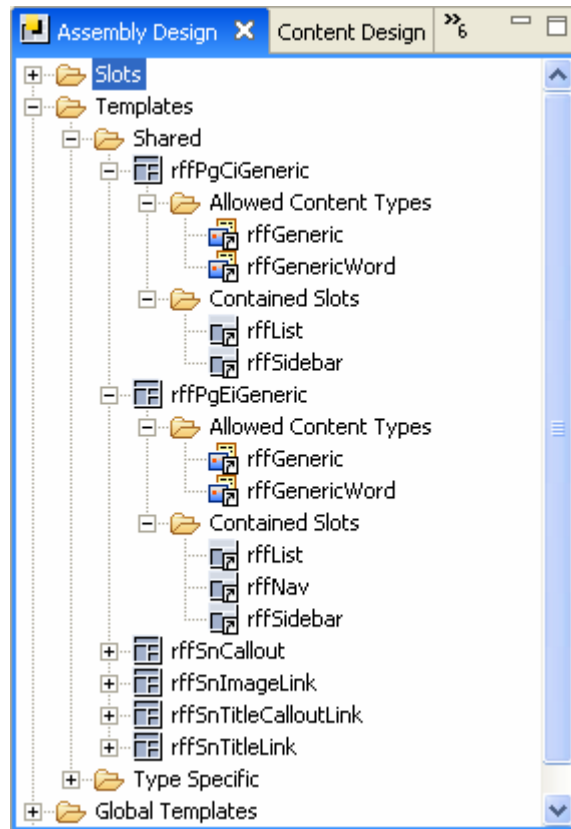 Assembly Design Content Design 6
Slots
Templates
Shared
rffPgCiGeneric
Allowed Content Types
rffGeneric
rffGenericWord
Contained Slots
rffList
rffSidebar
rffPgEiGeneric
Allowed Content Types
rffGeneric
rffGenericWord
Contained Slots
rffList
rffNav
rffSidebar
rffSnCallout
rffSnImageLink
rffSnTitleCalloutLink
rffSnTitleLink
Type Specific
Global Templates